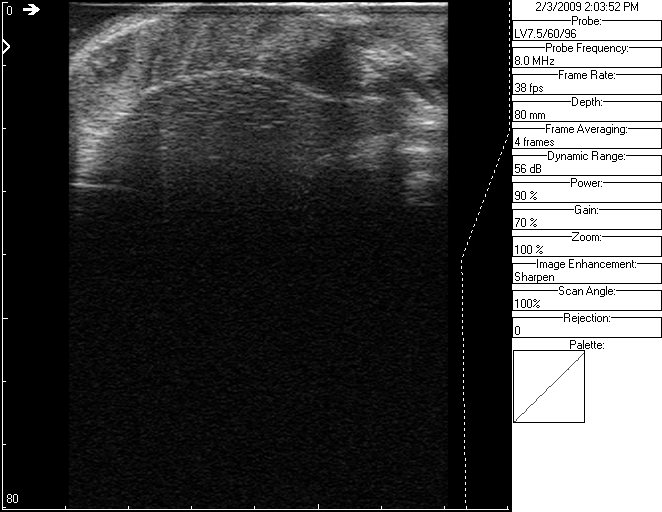 0
80
2/3/2009 2:03:52 PM
Probe:
LV7.5/60/96
Probe Frequency:
8.0 MHz
Frame Rate:
38 fps
Depth:
80 mm
Frame Averaging:
4 frames
Dynamic Range:
56 dB
Power:
90 %
Gain:
70 %
Zoom:
100 %
Image Enhancement:
Sharpen
Scan Angle:
100%
Rejection:
0
Palette: